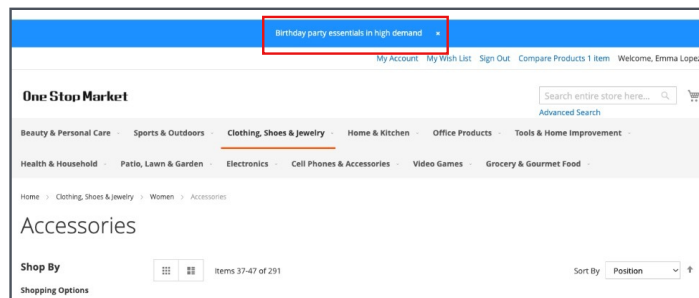 Birthday party essentials in high demand ×
My Account My Wish List Sign Out Compare Products 1 item Welcome, Emma Lopez
One Stop Market
Search entire store here...
Advanced Search
Beauty & Personal Care Sports & Outdoors Clothing, Shoes & Jewelry Home & Kitchen Office Products Tools & Home Improvement
Health & Household Patio, Lawn & Garden Electronics Cell Phones & Accessories Video Games Grocery & Gourmet Food
Home > Clothing, Shoes & Jewelry > Women > Accessories
Accessories
Shop By
Items 37-47 of 291
Sort By Position
Shopping Options